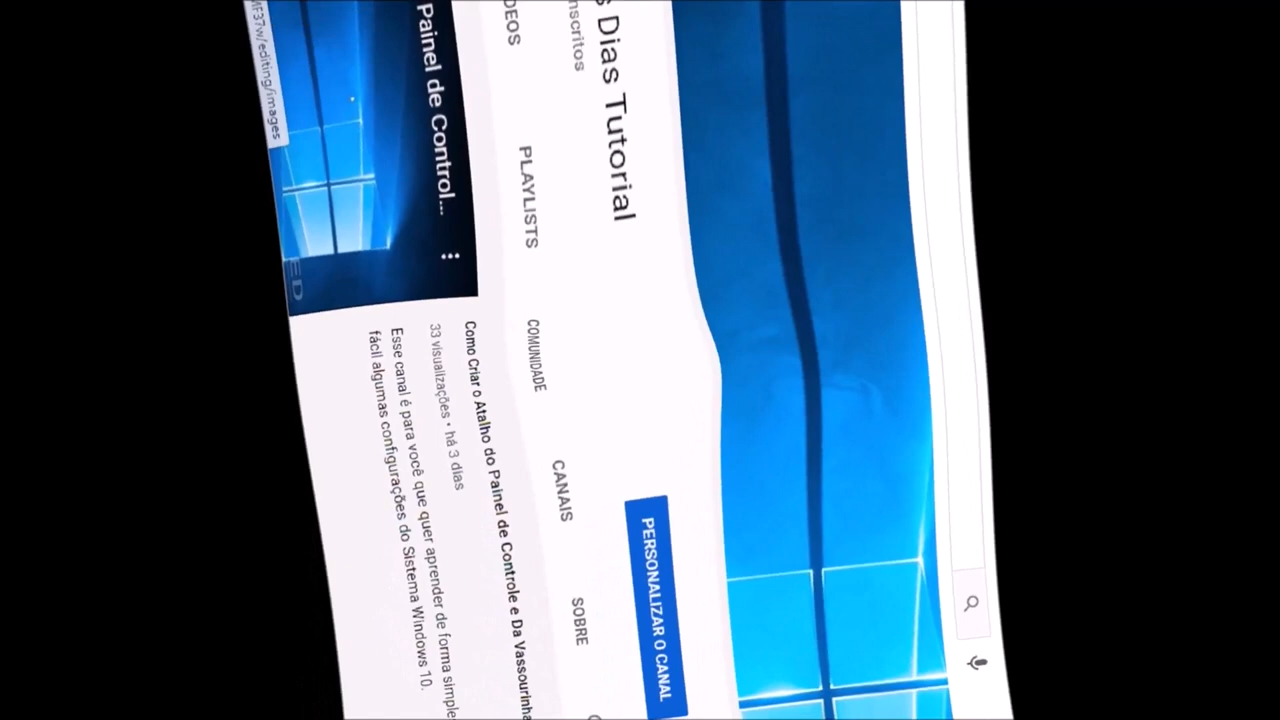 s Dias Tutorial
nscritos
PERSONALIZAR O CANAL
DEOS
PLAYLISTS
COMUNIDADE
CANAIS
SOBRE
Painel de Control...
Como Criar o Atalho do Painel de Controle e Da Vassourinha
33 visualizações • há 3 dias
Esse canal é para você que quer aprender de forma simple
fácil algumas configurações do Sistema Windows 10.
MF37w/editing/images
ED